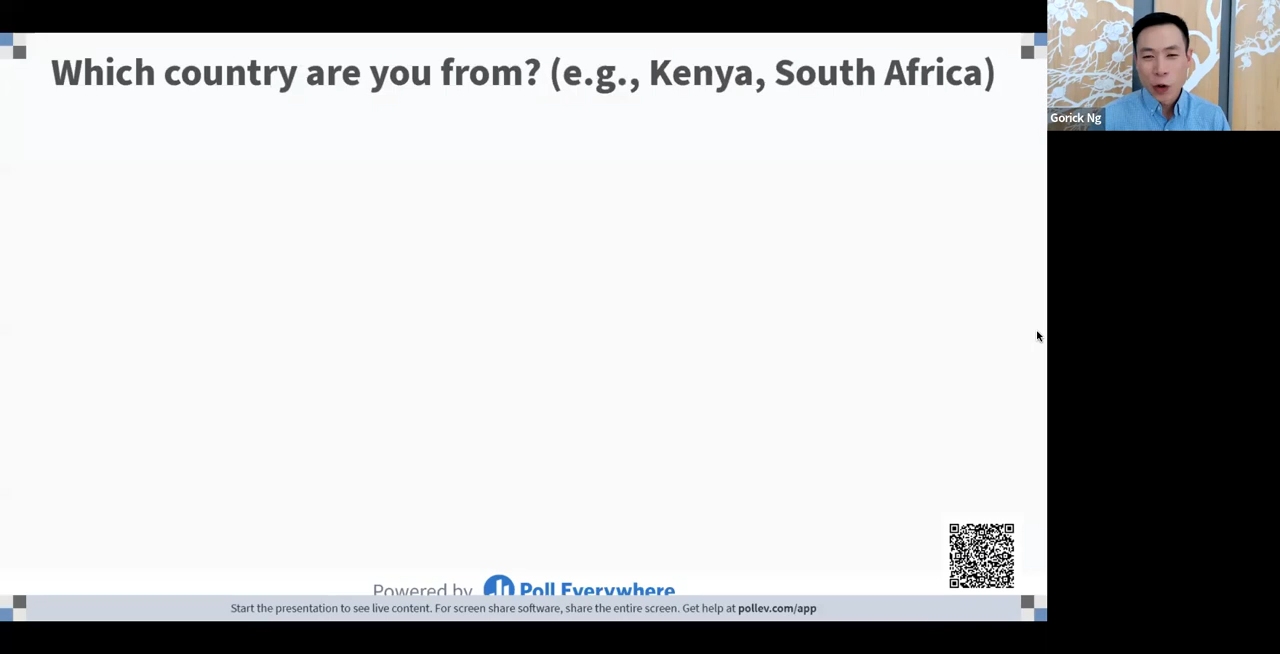 Which country are you from? (e.g., Kenya, South Africa)
Gorick Ng
Powered by Poll Everywhere
Start the presentation to see live content. For screen share software, share the entire screen. Get help at pollev.com/app